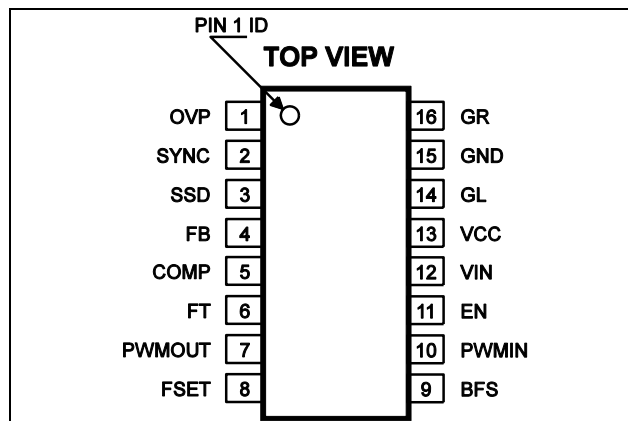 PIN 1 ID
TOP VIEW
OVP 1 16 GR
SYNC 2 15 GND
SSD 3 14 GL
FB 4 13 VCC
COMP 5 12 VIN
FT 6 11 EN
PWMOUT 7 10 PWMIN
FSET 8 9 BFS